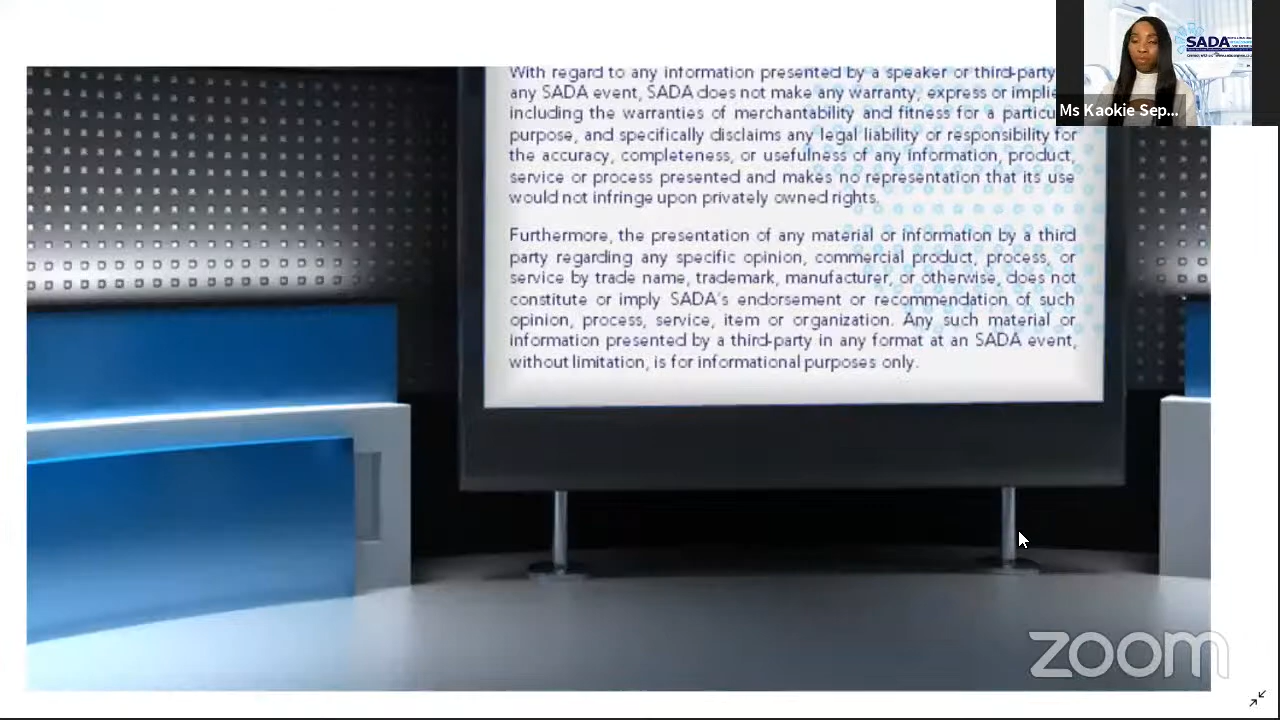 With regard to any information presented by a speaker or third-party
any SADA event, SADA does not make any warranty, express or implie
including the warranties of merchantability and fitness for a particu
purpose, and specifically disclaims any legal liability or responsibility for
the accuracy, completeness, or usefulness of any information, product,
service or process presented and makes no representation that its use
would not infringe upon privately owned rights.
Furthermore, the presentation of any material or information by a third
party regarding any specific opinion, commercial product, process, or
service by trade name, trademark, manufacturer, or otherwise, does not
constitute or imply SADA's endorsement or recommendation of such
opinion, process, service, item or organization. Any such material or
information presented by a third-party in any format at an SADA event,
without limitation, is for informational purposes only.
SADA
Ms Kaokie Sep...
zoom